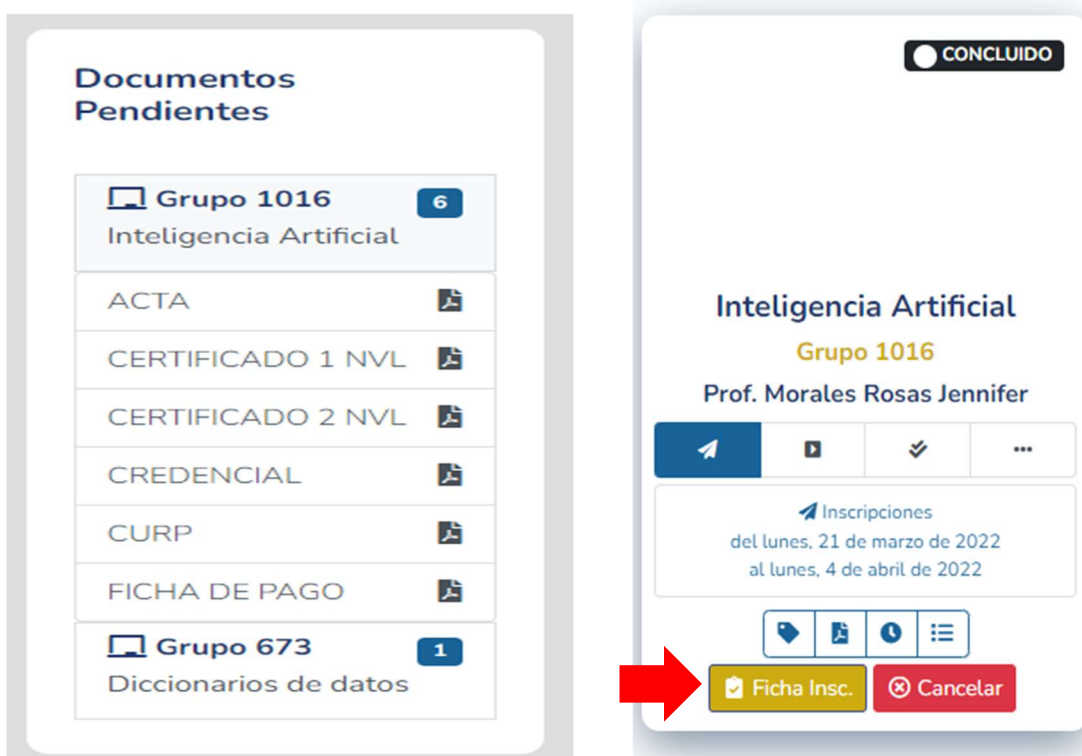 Documentos
Pendientes
Grupo 1016 6
Inteligencia Artificial
ACTA
CERTIFICADO 1 NVL
CERTIFICADO 2 NVL
CREDENCIAL
CURP
FICHA DE PAGO
Grupo 673 1
Diccionarios de datos
CONCLUIDO
Inteligencia Artificial
Grupo 1016
Prof. Morales Rosas Jennifer
Inscripciones
del lunes, 21 de marzo de 2022
al lunes, 4 de abril de 2022
Ficha Insc. Cancelar